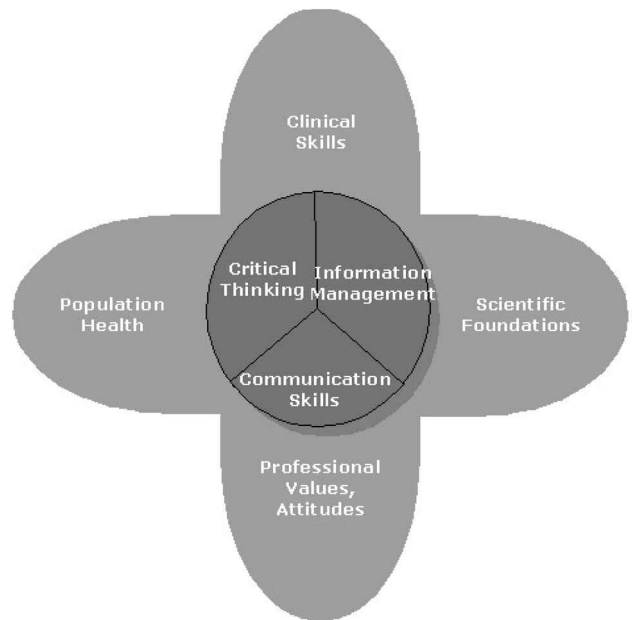 Clinical
Skills
Critical
Thinking
Information
Management
Population
Health
Scientific
Foundations
Communication
Skills
Professional
Values,
Attitudes